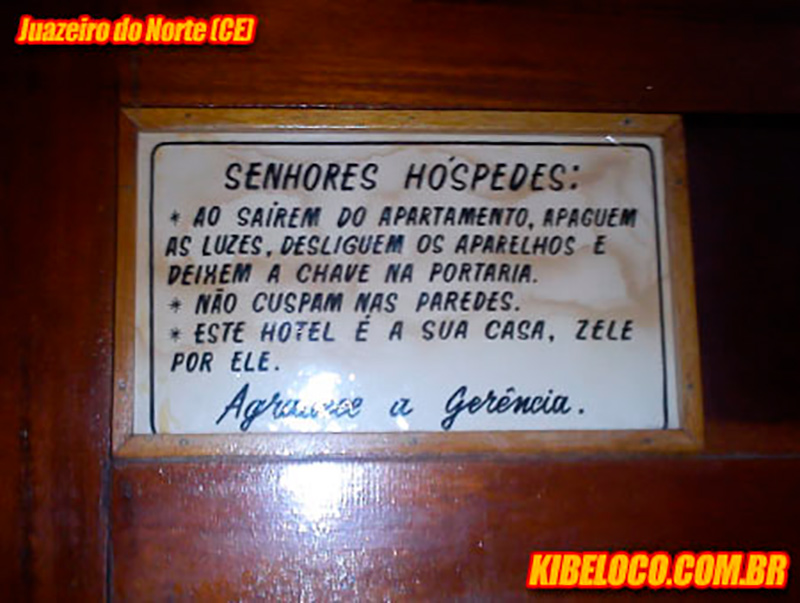 Juazeiro do Norte (CE)
SENHORES HÓSPEDES:
* AO SAÍREM DO APARTAMENTO, APAGUEM
AS LUZES, DESLIGUEM OS APARELHOS E
DEIXEM A CHAVE NA PORTARIA.
* NÃO CUSPAM NAS PAREDES.
* ESTE HOTEL É A SUA CASA, ZELE
POR ELE.
Agradece a Gerência.
KIBELOCO.COM.BR